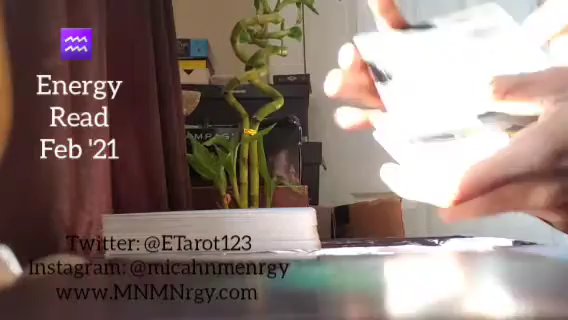 ♒
Energy
Read
Feb '21
Twitter: @ETarot123
Instagram: @micahnmenrgy
www.MNMNrgy.com